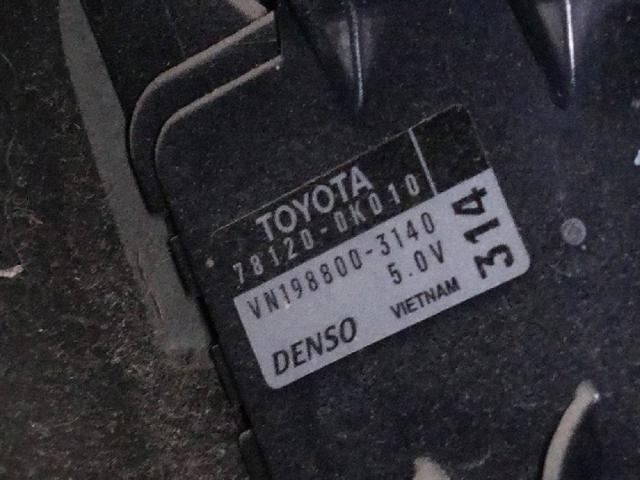 TOYOTA
78120-0K010
VN198800-3140
5.0V
314
DENSO
VIETNAM